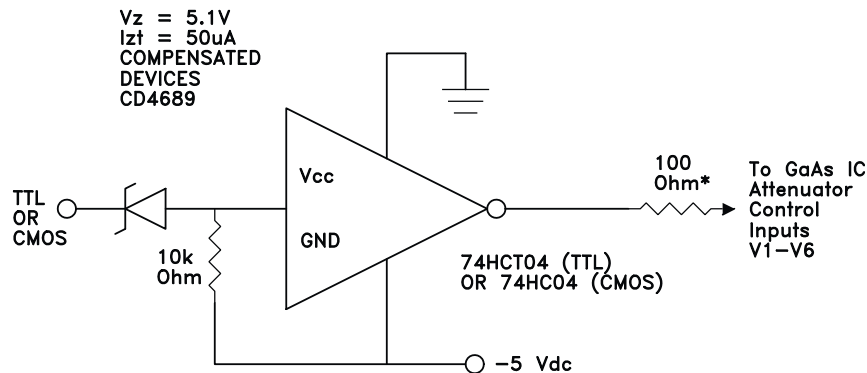 Vz = 5.1V
Izt = 50uA
COMPENSATED
DEVICES
CD4689
Vcc
GND
TTL
OR
CMOS
10k
Ohm
100
Ohm*
To GaAs IC
Attenuator
Control
Inputs
V1-V6
74HCT04 (TTL)
OR 74HC04 (CMOS)
-5 Vdc